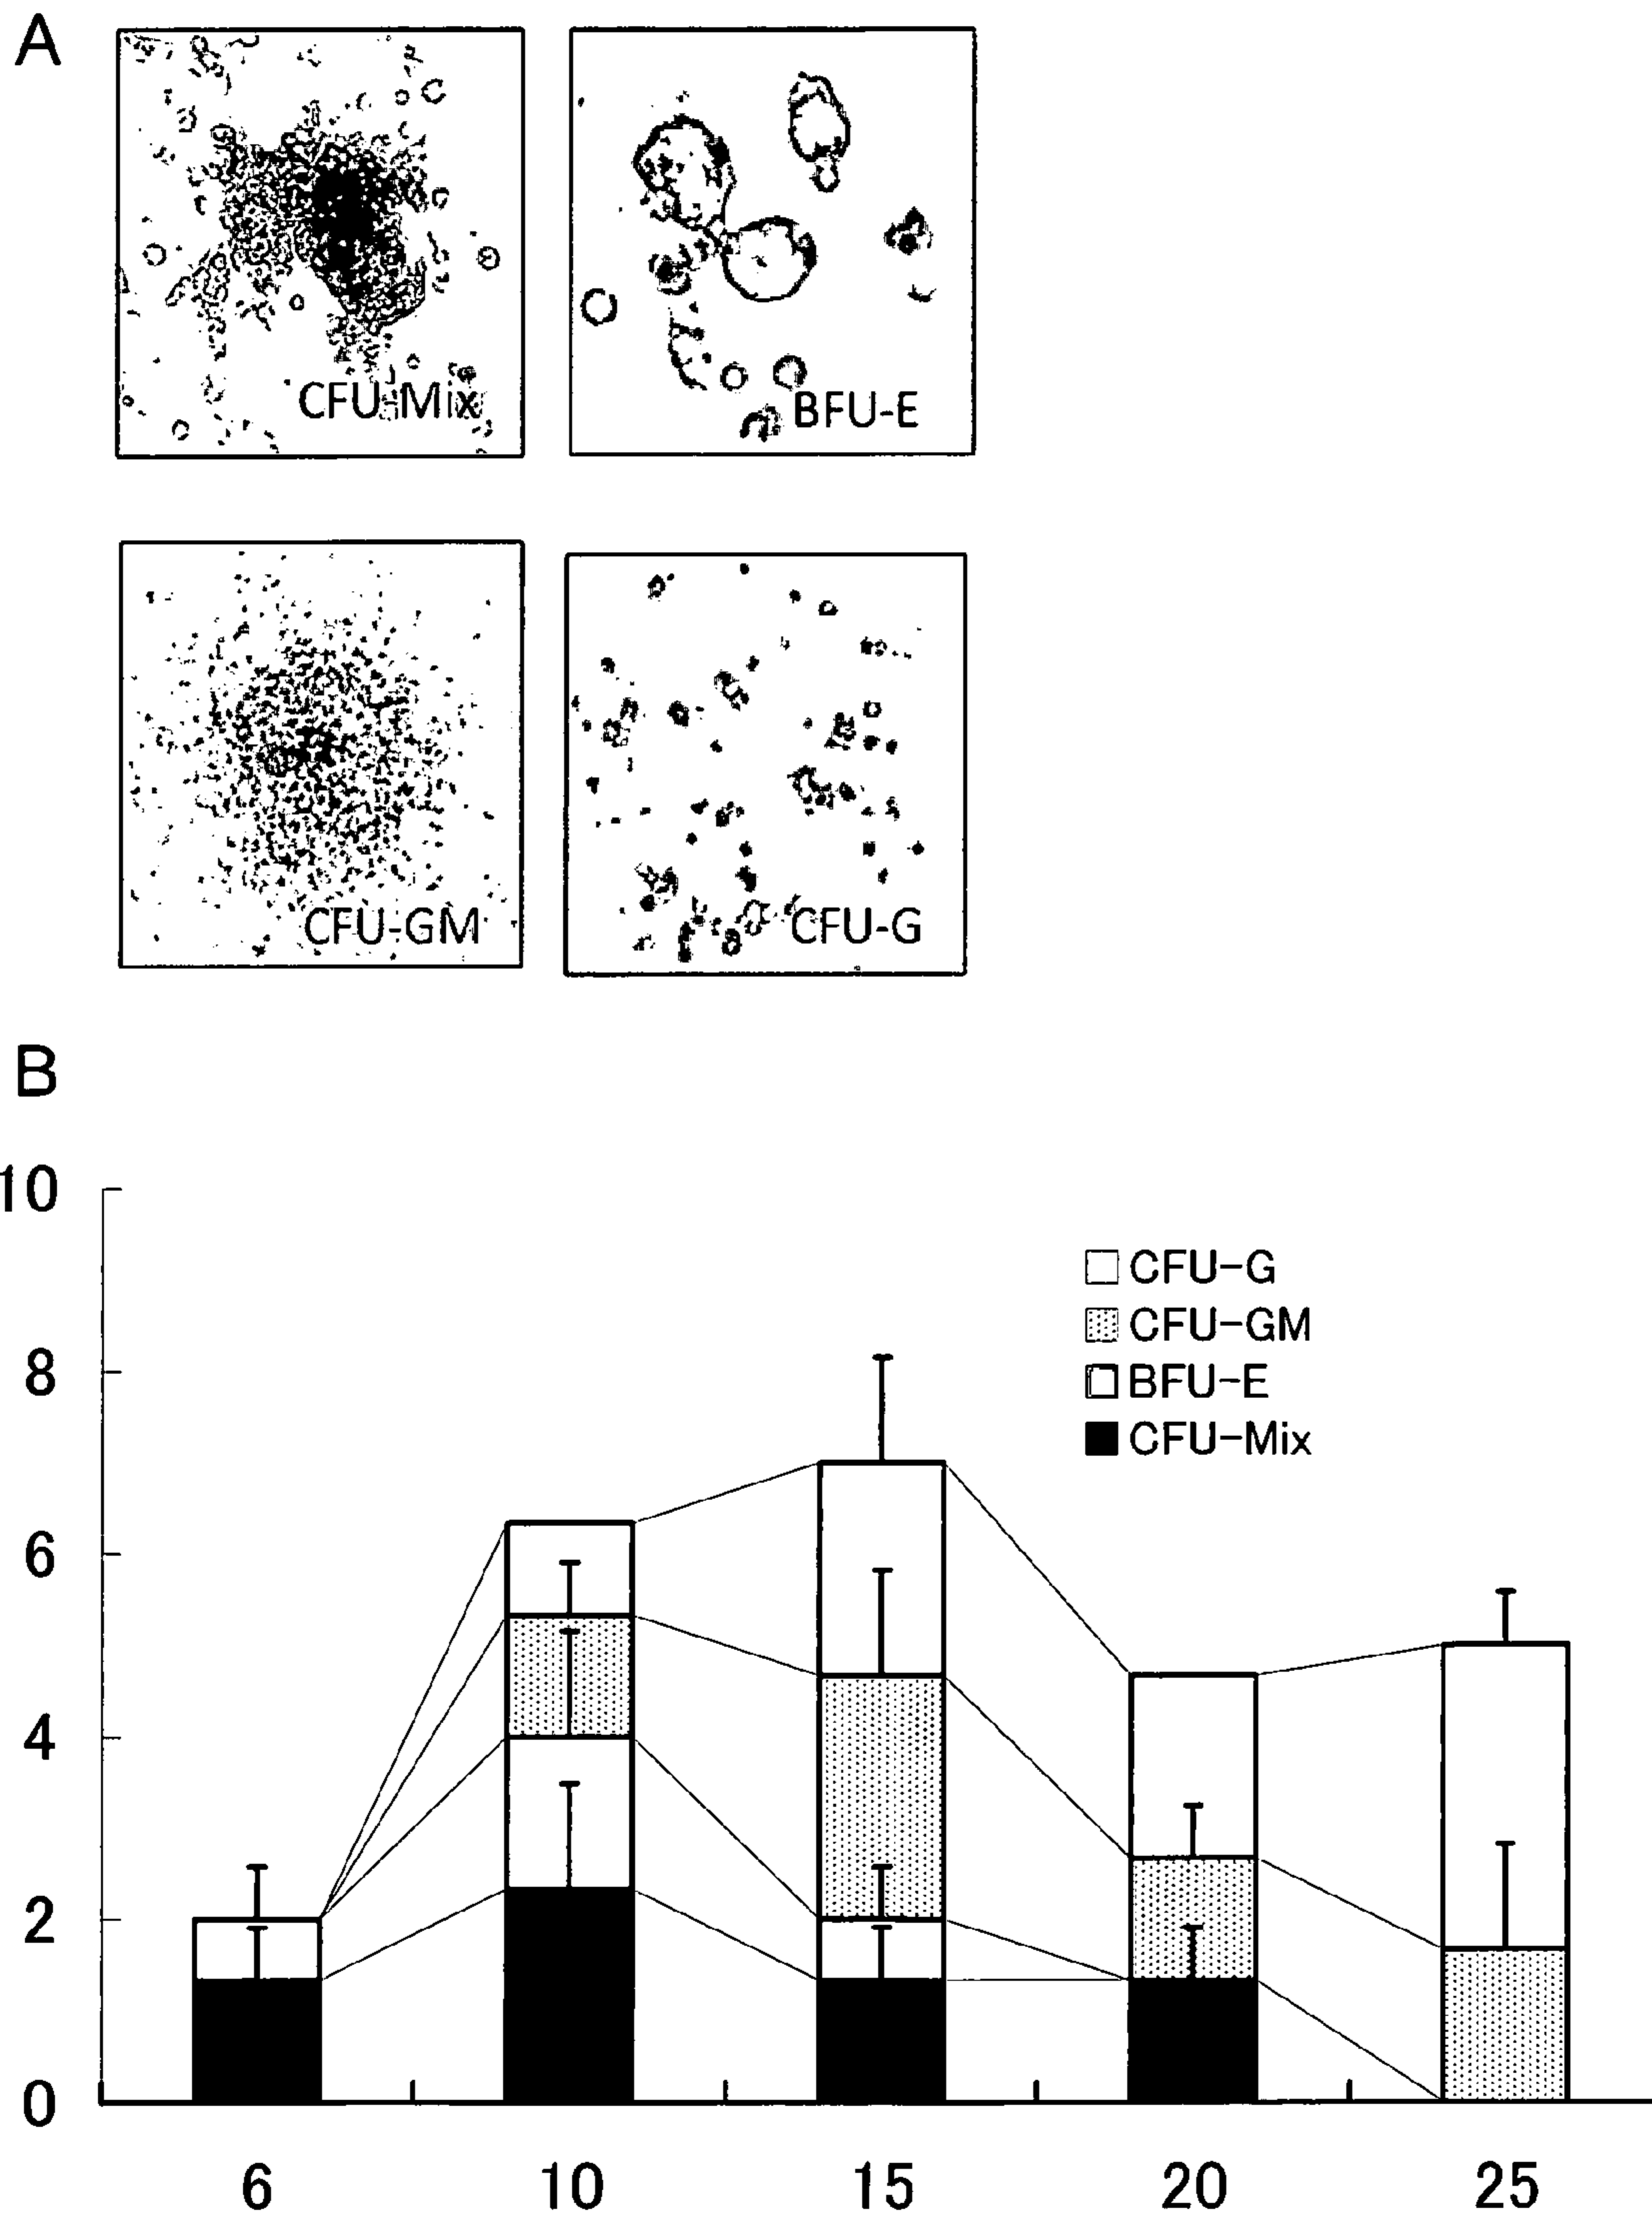 A
CFU-Mix
BFU-E
CFU-GM
CFU-G
B
10
8
6
4
2
0
CFU-G
CFU-GM
BFU-E
CFU-Mix
6 10 15 20 25